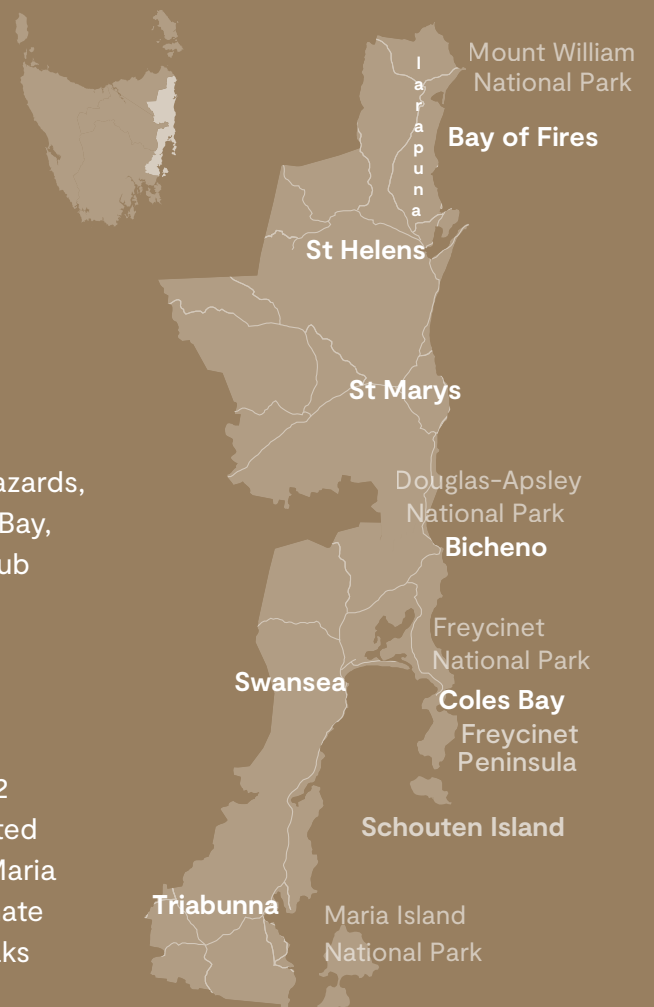 larapuna
Mount William
National Park
Bay of Fires
St Helens
St Marys
azards,
Bay,
ub
Douglas-Apsley
National Park
Bicheno
Freycinet
National Park
Swansea
Coles Bay
Freycinet
Peninsula
2
ted
Maria
ate
ks
Schouten Island
Triabunna
Maria Island
National Park